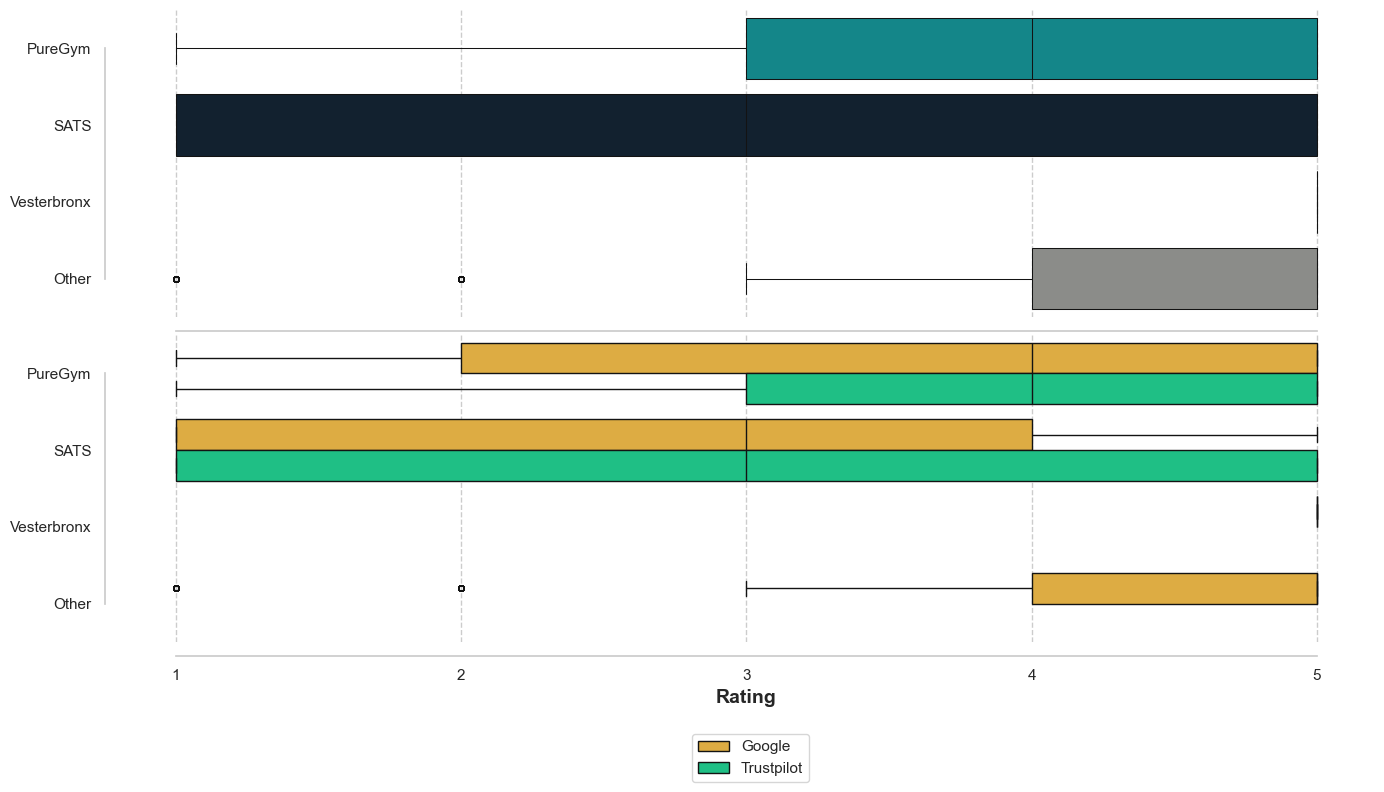 PureGym
SATS
Vesterbronx
Other
PureGym
SATS
Vesterbronx
Other
1 2 3 4 5
Rating
Google
Trustpilot